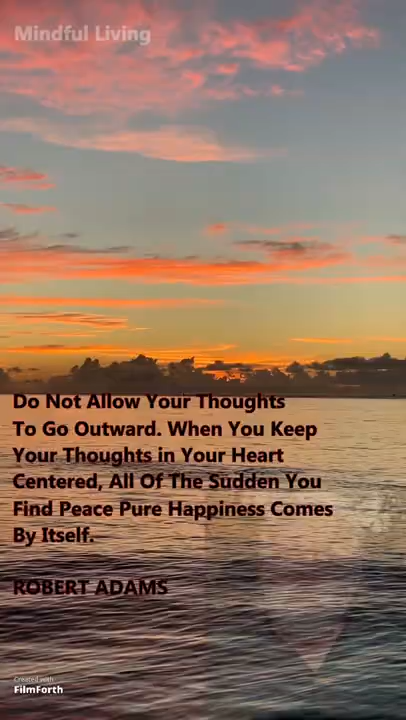 Mindful Living
Do Not Allow Your Thoughts
To Go Outward. When You Keep
Your Thoughts in Your Heart
Centered, All Of The Sudden You
Find Peace Pure Happiness Comes
By Itself.
ROBERT ADAMS
Created with
FilmForth